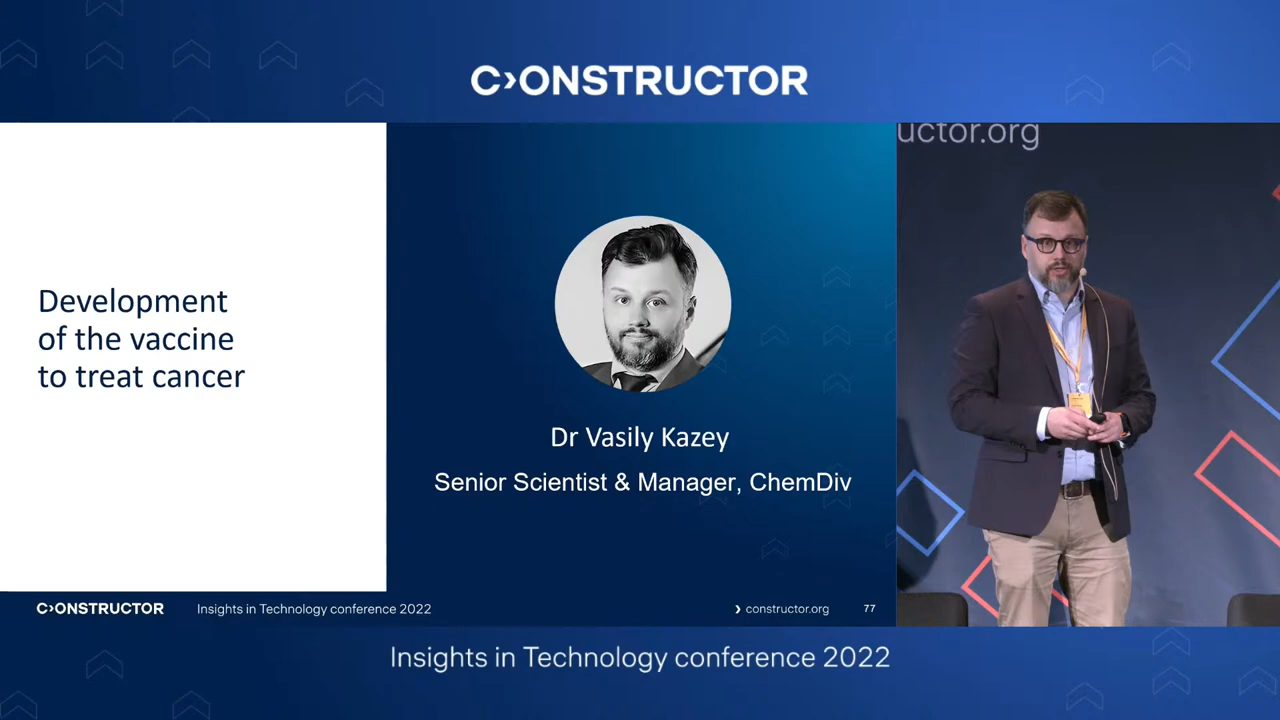 C›ONSTRUCTOR
uctor.org
Development
of the vaccine
to treat cancer
Dr Vasily Kazey
Senior Scientist & Manager, ChemDiv
C›ONSTRUCTOR
Insights in Technology conference 2022
❯ constructor.org
77
Insights in Technology conference 2022